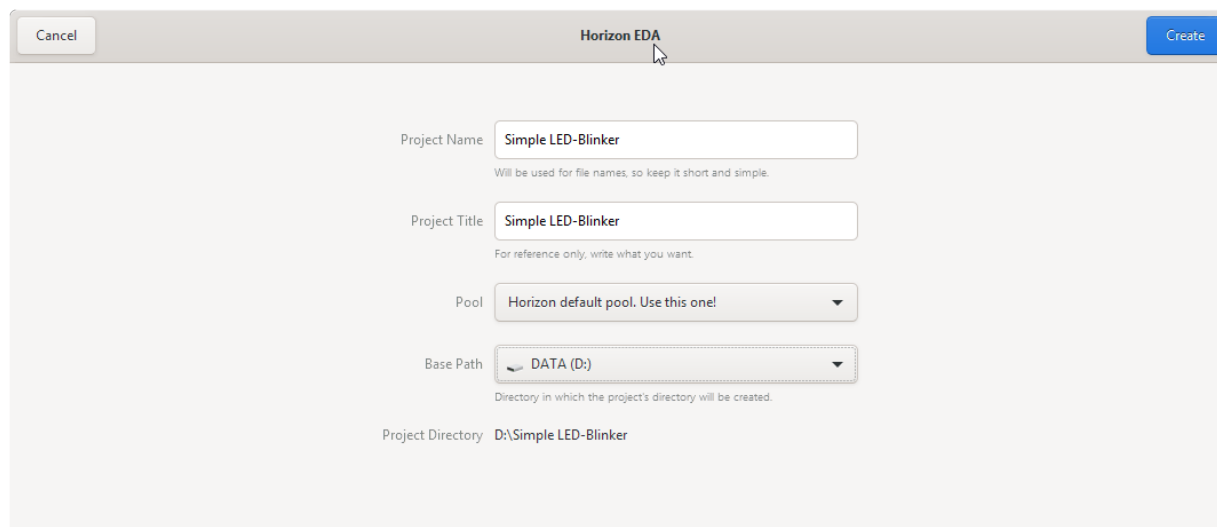 Cancel
Horizon EDA
Create
Project Name
Simple LED-Blinker
Will be used for file names, so keep it short and simple.
Project Title
Simple LED-Blinker
For reference only, write what you want.
Pool
Horizon default pool. Use this one!
Base Path
DATA (D:)
Directory in which the project's directory will be created.
Project Directory
D:\Simple LED-Blinker